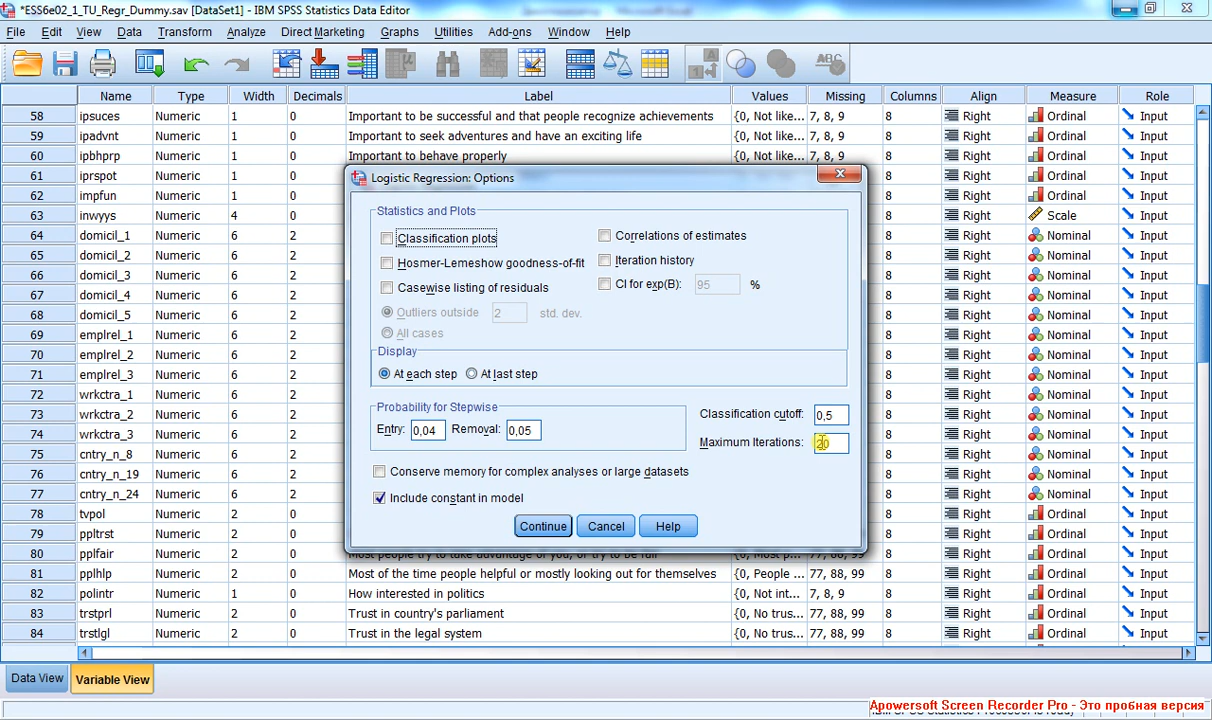 *ESS6e02_1_TU_Regr_Dummy.sav [DataSet1] - IBM SPSS Statistics Data Editor
File Edit View Data Transform Analyze Direct Marketing Graphs Utilities Add-ons Window Help
Name Type Width Decimals Label Values Missing Columns Align Measure Role
58 ipsuces Numeric 1 0 Important to be successful and that people recognize achievements {0, Not like... 7, 8, 9 8 Right Ordinal Input
59 ipadvnt Numeric 1 0 Important to seek adventures and have an exciting life {0, Not like... 7, 8, 9 8 Right Ordinal Input
60 ipbhprp Numeric 1 0 Important to behave properly {0, Not like... 7, 8, 9 8 Right Ordinal Input
61 iprspot Numeric 1 8 Right Ordinal Input
62 impfun Numeric 1 8 Right Ordinal Input
63 inwyys Numeric 4 8 Right Scale Input
64 domicil_1 Numeric 6 2 8 Right Nominal Input
65 domicil_2 Numeric 6 2 8 Right Nominal Input
66 domicil_3 Numeric 6 2 8 Right Nominal Input
67 domicil_4 Numeric 6 2 8 Right Nominal Input
68 domicil_5 Numeric 6 2 8 Right Nominal Input
69 emplrel_1 Numeric 6 2 8 Right Nominal Input
70 emplrel_2 Numeric 6 2 8 Right Nominal Input
71 emplrel_3 Numeric 6 2 8 Right Nominal Input
72 wrkctra_1 Numeric 6 2 8 Right Nominal Input
73 wrkctra_2 Numeric 6 2 8 Right Nominal Input
74 wrkctra_3 Numeric 6 2 8 Right Nominal Input
75 cntry_n_8 Numeric 6 2 8 Right Nominal Input
76 cntry_n_19 Numeric 6 2 8 Right Nominal Input
77 cntry_n_24 Numeric 6 2 8 Right Nominal Input
78 tvpol Numeric 2 0 8 Right Ordinal Input
79 ppltrst Numeric 2 0 8 Right Ordinal Input
80 pplfair Numeric 2 0 Most people try to take advantage of you, or try to be fair {0, Most p... 77, 88, 99 8 Right Ordinal Input
81 pplhlp Numeric 2 0 Most of the time people helpful or mostly looking out for themselves {0, People ... 77, 88, 99 8 Right Ordinal Input
82 polintr Numeric 1 0 How interested in politics {0, Not int... 7, 8, 9 8 Right Ordinal Input
83 trstprl Numeric 2 0 Trust in country's parliament {0, No trus... 77, 88, 99 8 Right Ordinal Input
84 trstlgl Numeric 2 0 Trust in the legal system {0, No trus... 77, 88, 99 8 Right Ordinal Input
Logistic Regression: Options
Statistics and Plots
Classification plots Correlations of estimates
Hosmer-Lemeshow goodness-of-fit Iteration history
Casewise listing of residuals CI for exp(B): 95 %
Outliers outside 2 std. dev.
All cases
Display
At each step At last step
Probability for Stepwise Classification cutoff: 0,5
Entry: 0,04 Removal: 0,05 Maximum Iterations: 20
Conserve memory for complex analyses or large datasets
Include constant in model
Continue Cancel Help
Data View Variable View
Apowersoft Screen Recorder Pro - Это пробная версия